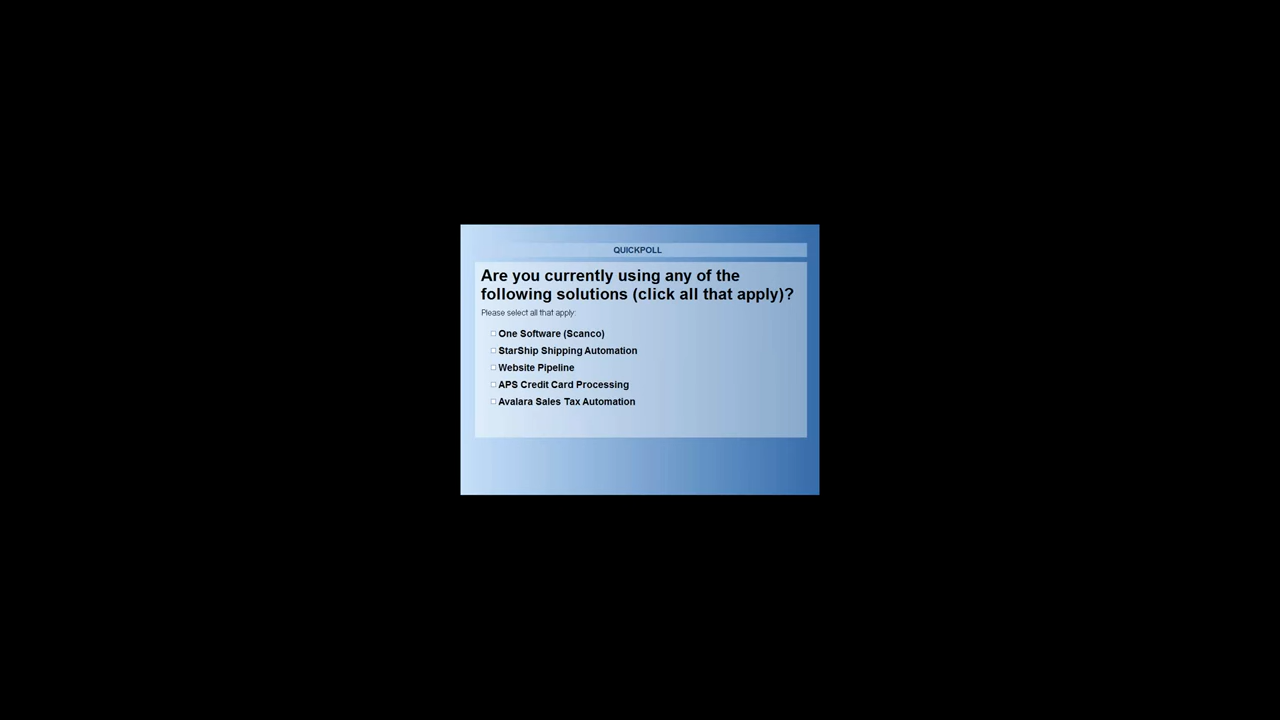 QUICKPOLL
Are you currently using any of the
following solutions (click all that apply)?
Please select all that apply:
One Software (Scanco)
StarShip Shipping Automation
Website Pipeline
APS Credit Card Processing
Avalara Sales Tax Automation